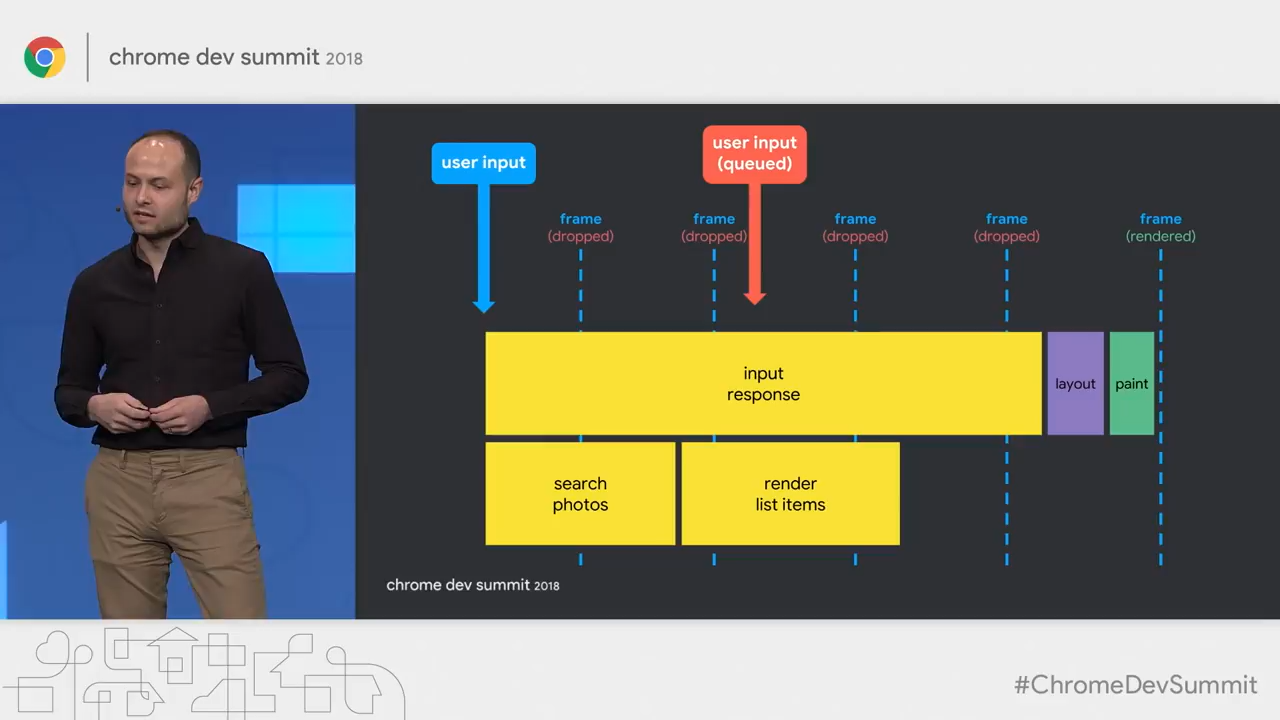 chrome dev summit 2018
user input
user input
(queued)
frame
(dropped)
frame
(dropped)
frame
(dropped)
frame
(dropped)
frame
(rendered)
input
response
layout
paint
search
photos
render
list items
chrome dev summit 2018
#ChromeDevSummit